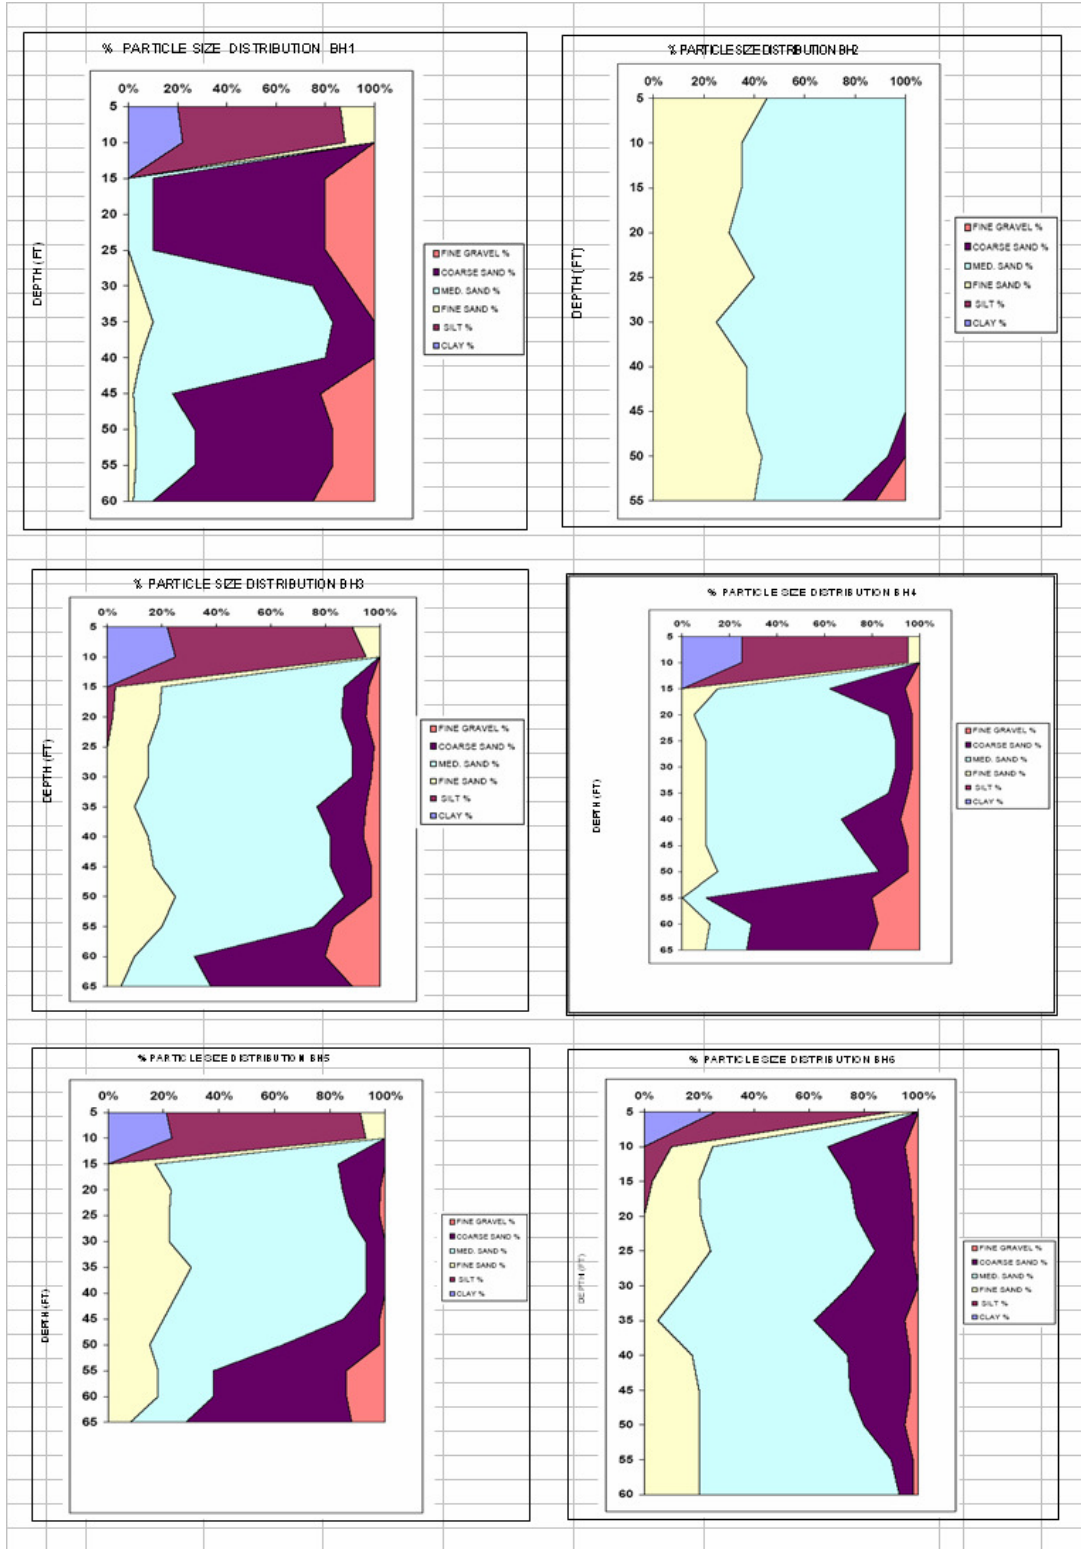 % PARTICLE SIZE DISTRIBUTION BH1
0% 20% 40% 60% 80% 100%
5
10
15
20
25
30
35
40
45
50
55
60
DEPTH (FT)
FINE GRAVEL %
COARSE SAND %
MED. SAND %
FINE SAND %
SILT %
CLAY %
% PARTICLE SIZE DISTRIBUTION BH2
0% 20% 40% 60% 80% 100%
5
10
15
20
25
30
40
45
50
55
DEPTH (FT)
FINE GRAVEL %
COARSE SAND %
MED. SAND %
FINE SAND %
SILT %
CLAY %
% PARTICLE SIZE DISTRIBUTION BH3
0% 20% 40% 60% 80% 100%
5
10
15
20
25
30
35
40
45
50
55
60
65
DEPTH (FT)
FINE GRAVEL %
COARSE SAND %
MED. SAND %
FINE SAND %
SILT %
CLAY %
% PARTICLE SIZE DISTRIBUTION BH4
0% 20% 40% 60% 80% 100%
5
10
15
20
25
30
35
40
45
50
55
60
65
DEPTH (FT)
FINE GRAVEL %
COARSE SAND %
MED. SAND %
FINE SAND %
SILT %
CLAY %
% PARTICLE SIZE DISTRIBUTION BH5
0% 20% 40% 60% 80% 100%
5
10
15
20
25
30
35
40
45
50
55
60
65
DEPTH (FT)
FINE GRAVEL %
COARSE SAND %
MED. SAND %
FINE SAND %
SILT %
CLAY %
% PARTICLE SIZE DISTRIBUTION BH6
0% 20% 40% 60% 80% 100%
5
10
15
20
25
30
35
40
45
50
55
60
DEPTH (FT)
FINE GRAVEL %
COARSE SAND %
MED. SAND %
FINE SAND %
SILT %
CLAY %